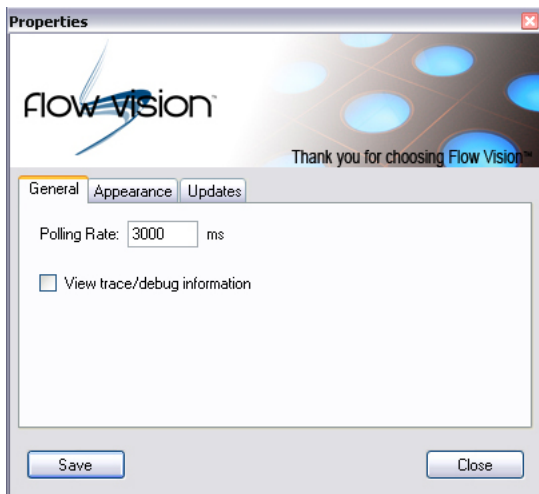 Properties
Flow vision™
Thank you for choosing Flow Vision™
General Appearance Updates
Polling Rate: 3000 ms
View trace/debug information
Save Close